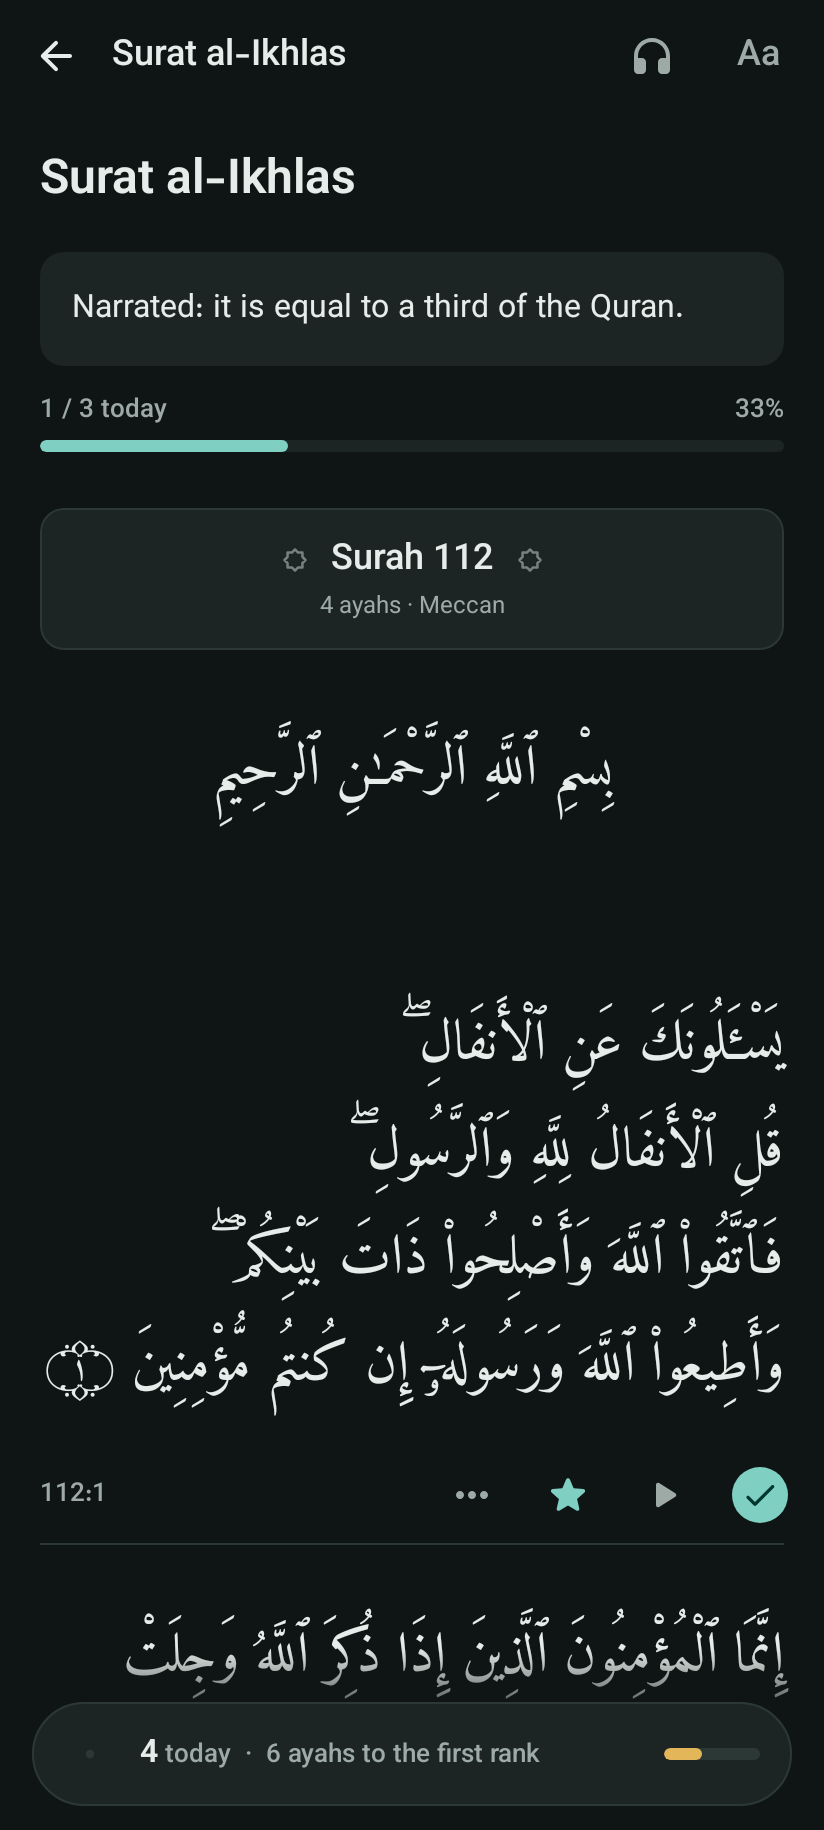 Surat al-Ikhlas
Aa
Surat al-Ikhlas
Narrated: it is equal to a third of the Quran.
1 / 3 today 33%
Surah 112
4 ayahs · Meccan
بِسْمِ ٱللَّهِ ٱلرَّحْمَـٰنِ ٱلرَّحِيمِ
يَسْـَٔلُونَكَ عَنِ ٱلْأَنفَالِ ۖ
قُلِ ٱلْأَنفَالُ لِلَّهِ وَٱلرَّسُولِ ۖ
فَٱتَّقُوا۟ ٱللَّهَ وَأَصْلِحُوا۟ ذَاتَ بَيْنِكُمْ ۖ
وَأَطِيعُوا۟ ٱللَّهَ وَرَسُولَهُۥٓ إِن كُنتُم مُّؤْمِنِينَ ١
112:1
إِنَّمَا ٱلْمُؤْمِنُونَ ٱلَّذِينَ إِذَا ذُكِرَ ٱللَّهُ وَجِلَتْ
4 today · 6 ayahs to the first rank